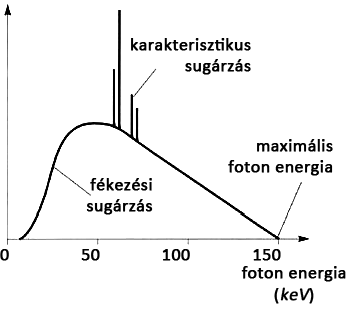 karakterisztikus
sugárzás
maximális
foton energia
fékezési
sugárzás
0 50 100 150
foton energia
(keV)